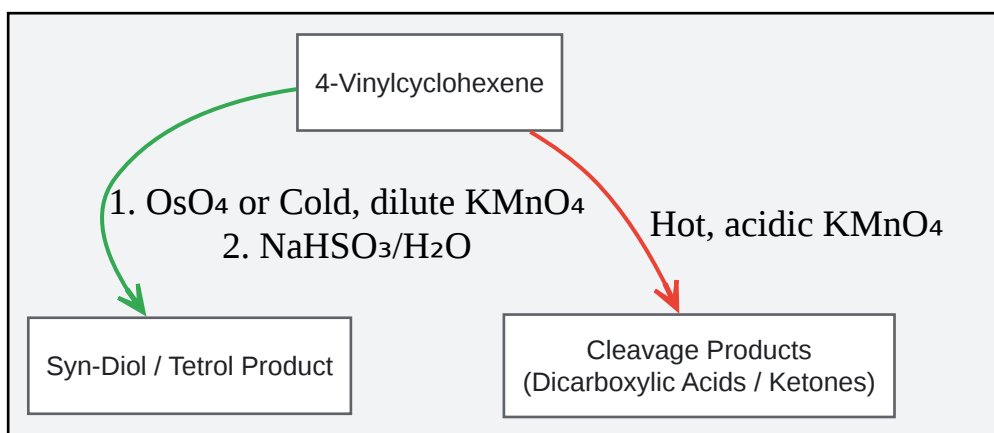 4-Vinylcyclohexene
1. OsO₄ or Cold, dilute KMnO₄
2. NaHSO₃/H₂O
Hot, acidic KMnO₄
Syn-Diol / Tetrol Product
Cleavage Products
(Dicarboxylic Acids / Ketones)